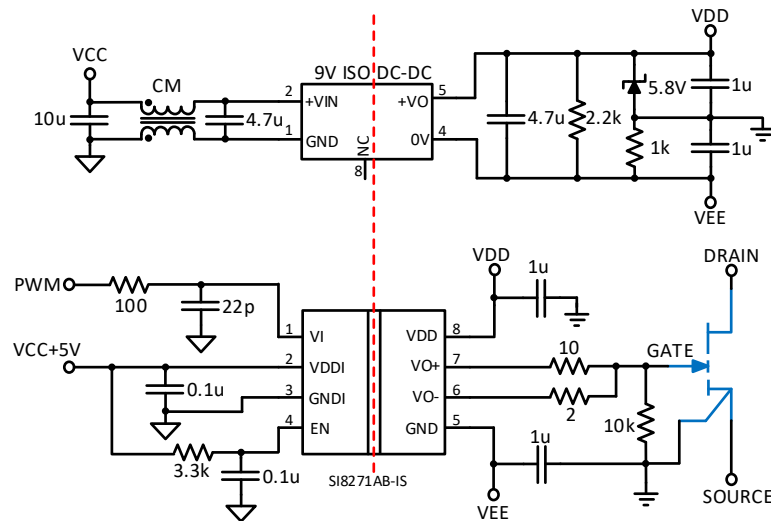 VDD
VCC
9V ISO DC-DC
CM
2
+VIN
+VO
5
5.8V
1u
10u
4.7u
4.7u
2.2k
1
GND
0V
4
1k
1u
NC
8
VEE
VDD
1u
DRAIN
PWM
100
22p
1
VI
VDD
8
VCC+5V
10
GATE
2
VDDI
VO+
7
0.1u
3
GNDI
VO-
6
2
10k
4
EN
GND
5
1u
3.3k
0.1u
SI8271AB-IS
VEE
SOURCE